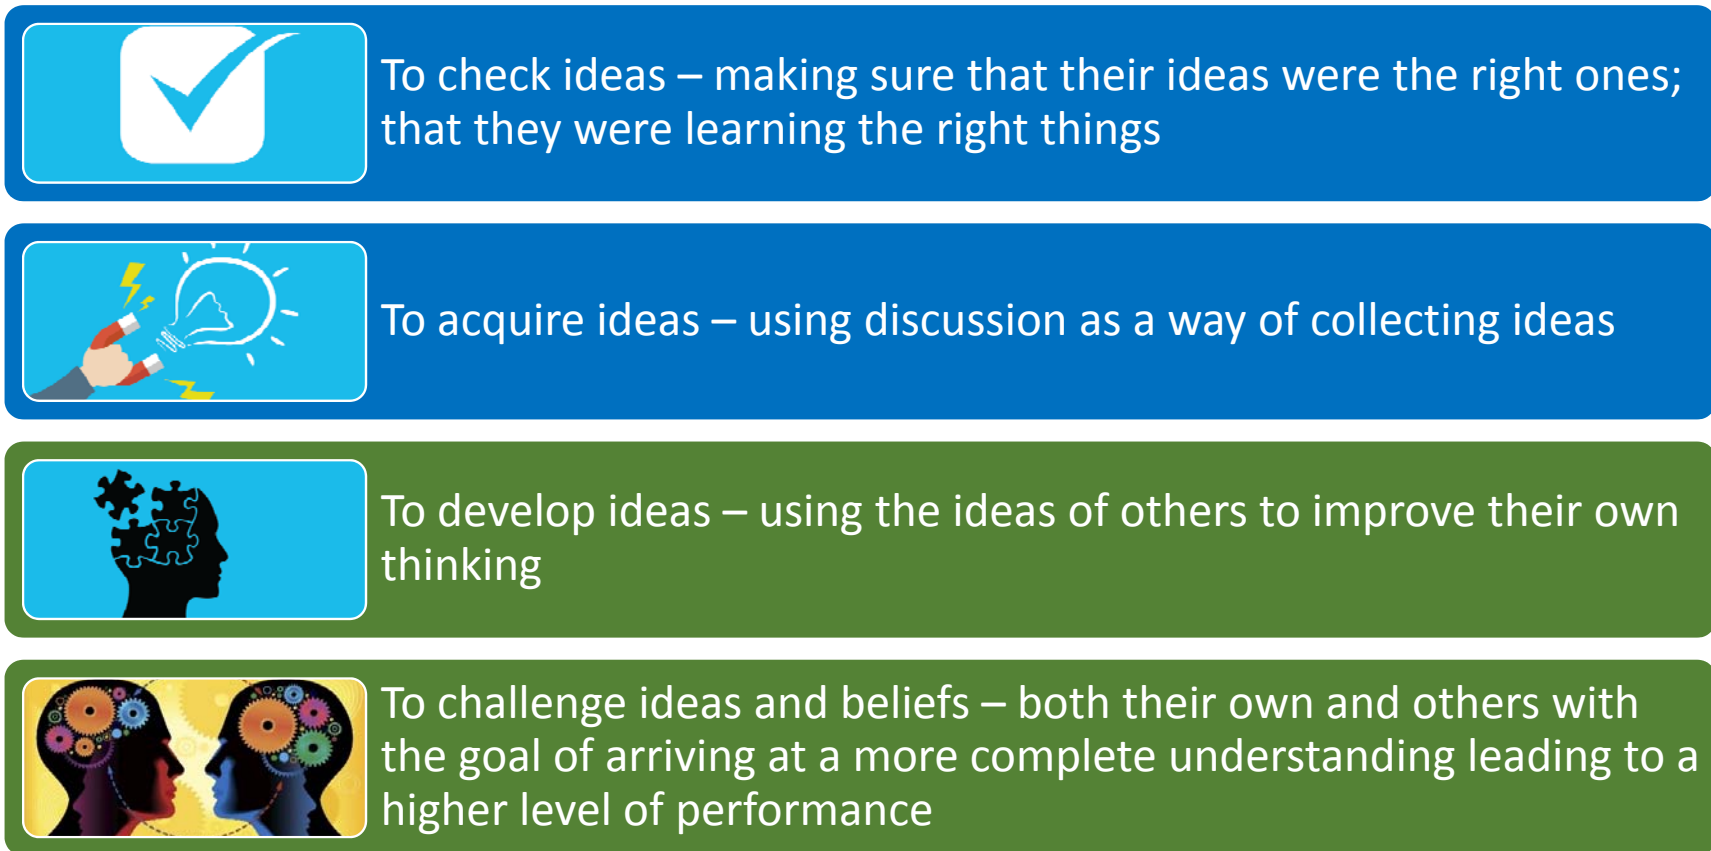 To check ideas – making sure that their ideas were the right ones;
that they were learning the right things
To acquire ideas – using discussion as a way of collecting ideas
To develop ideas – using the ideas of others to improve their own
thinking
To challenge ideas and beliefs – both their own and others with
the goal of arriving at a more complete understanding leading to a
higher level of performance